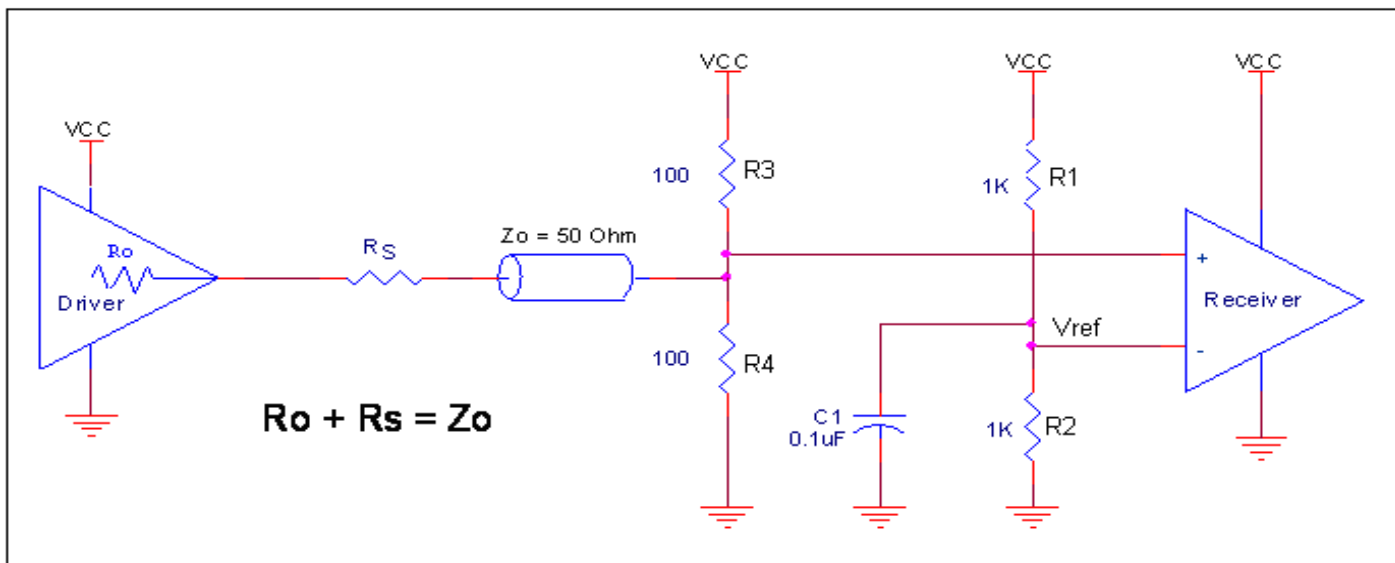 VCC
VCC
VCC
VCC
100
R3
1K
R1
Ro
RS
Zo = 50 Ohm
+
Driver
Receiver
Vref
-
100
R4
Ro + Rs = Zo
C1
0.1uF
1K
R2